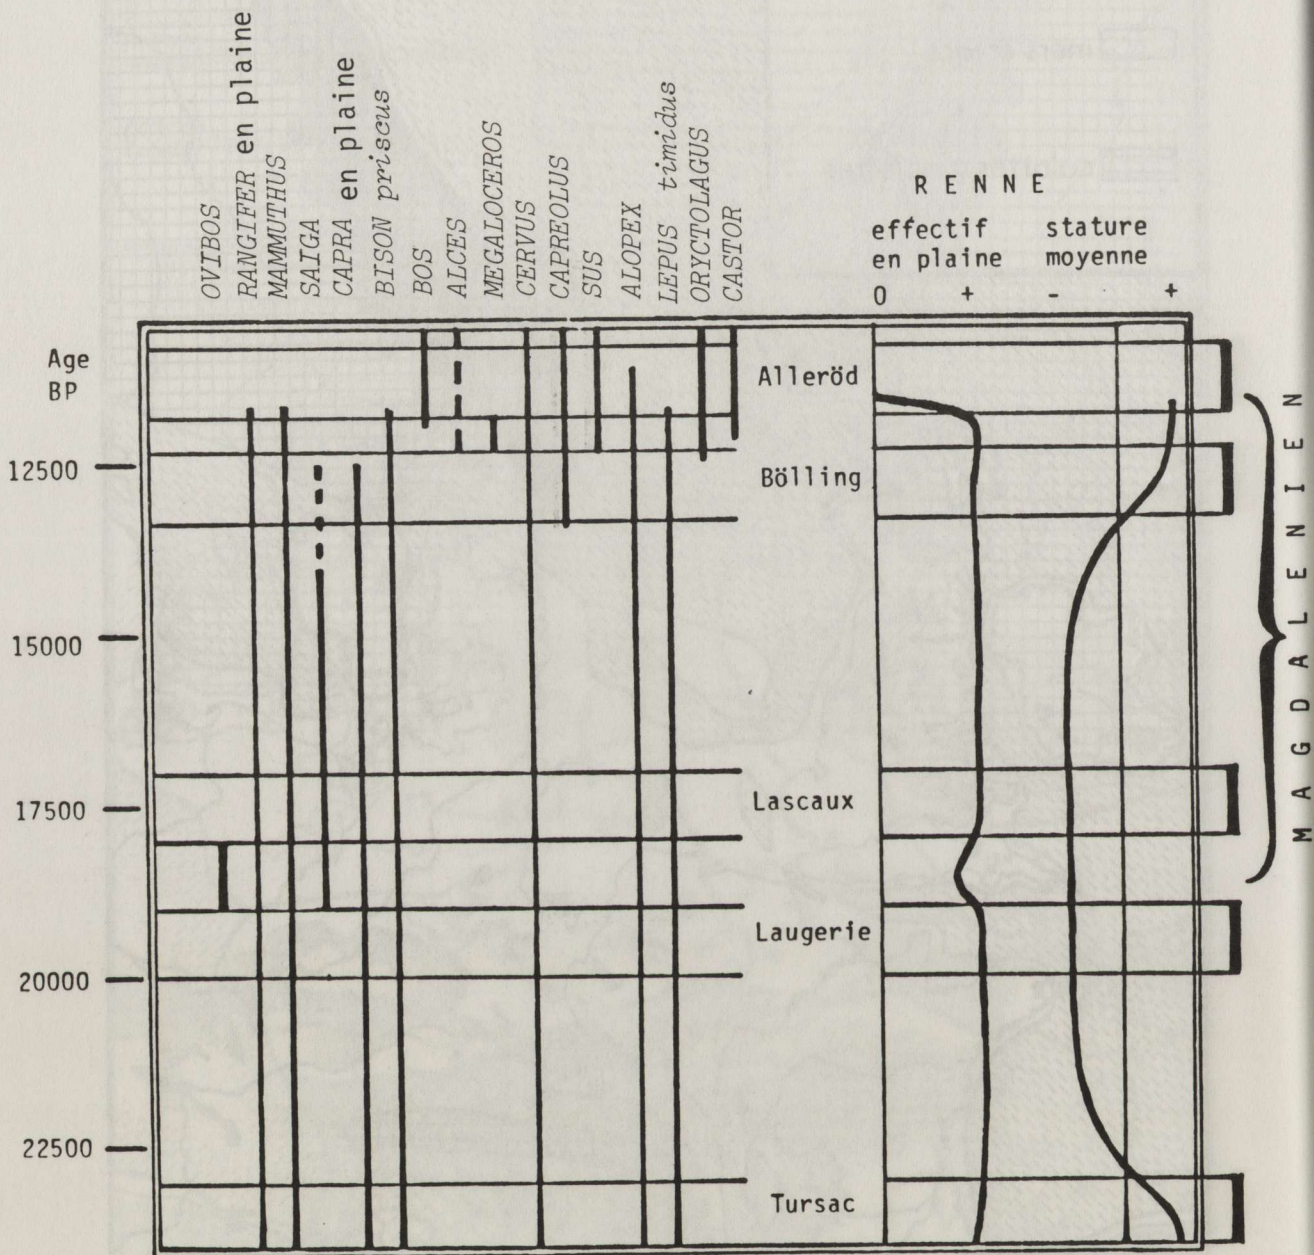 OVIBOS
RANGIFER en plaine
MAMMUTHUS
SAIGA
CAPRA en plaine
BISON priscus
BOS
ALCES
MEGALOCEROS
CERVUS
CAPREOLUS
SUS
ALOPEX
LEPUS timidus
ORYCTOLAGUS
CASTOR
RENNE
effectif stature
en plaine moyenne
0 + - +
Age
BP
Alleröd
12500
Bölling
15000
17500
Lascaux
Laugerie
20000
22500
Tursac
MAGDALENIEN